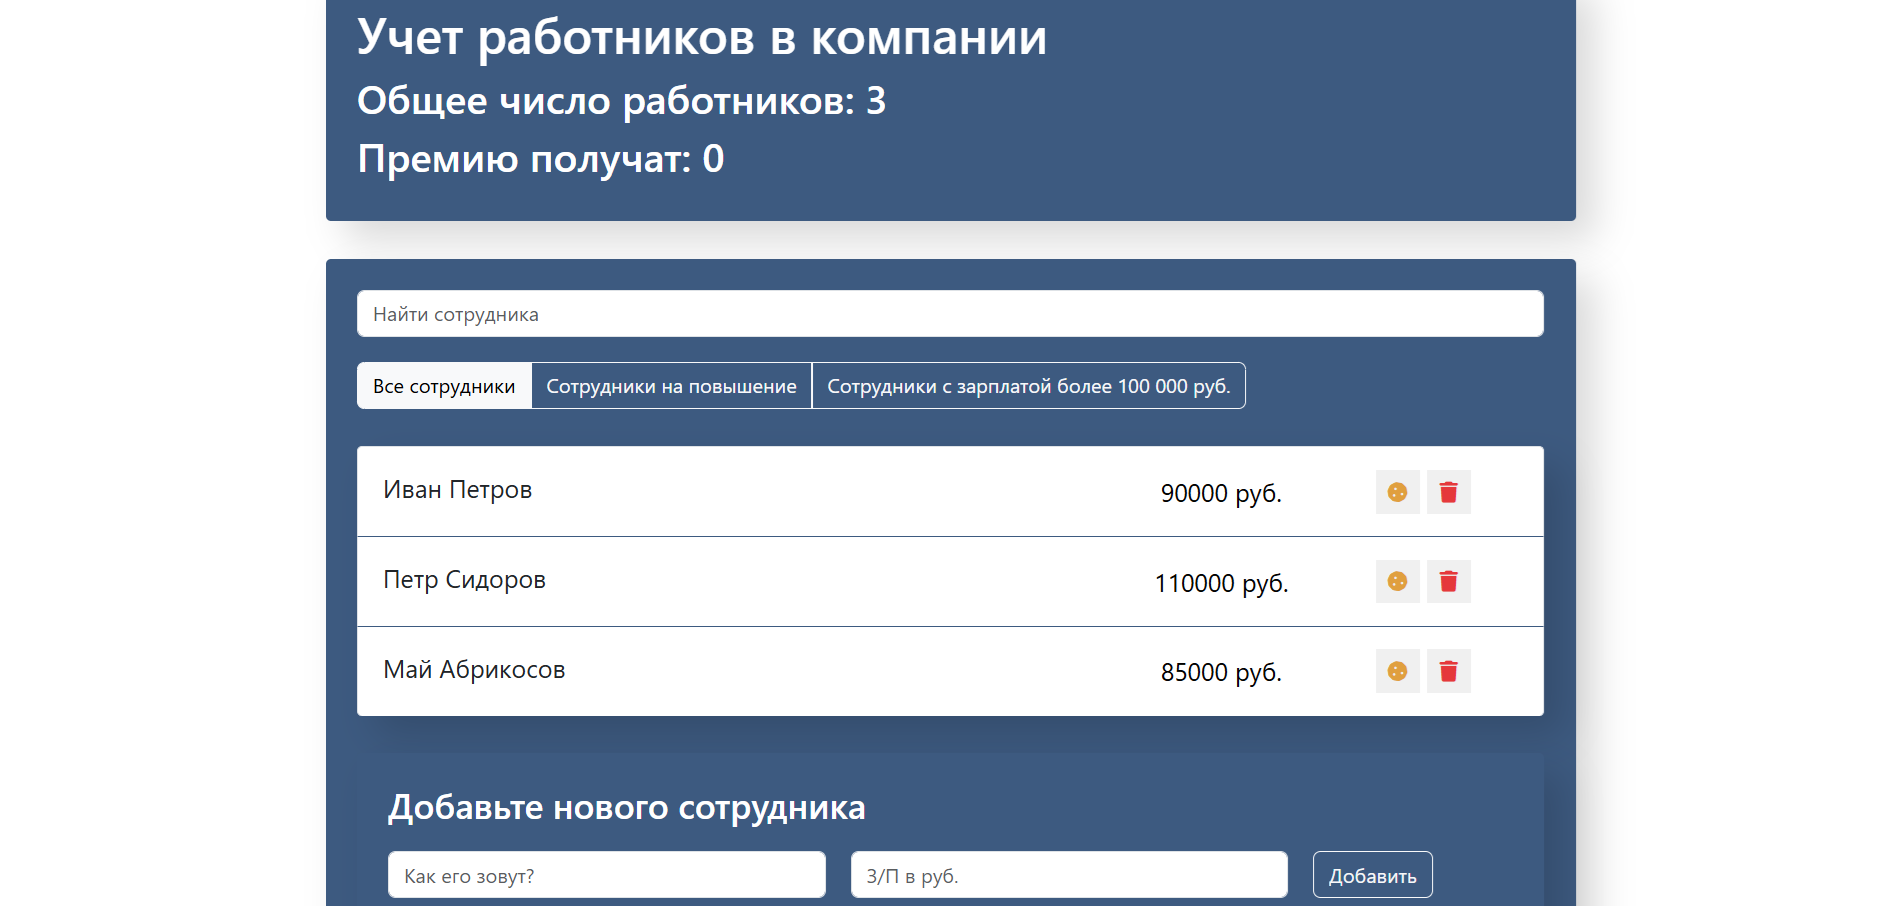 Учет работников в компании
Общее число работников: 3
Премию получат: 0
Найти сотрудника
Все сотрудники Сотрудники на повышение Сотрудники с зарплатой более 100 000 руб.
Иван Петров 90000 руб.
Петр Сидоров 110000 руб.
Май Абрикосов 85000 руб.
Добавьте нового сотрудника
Как его зовут? З/П в руб. Добавить